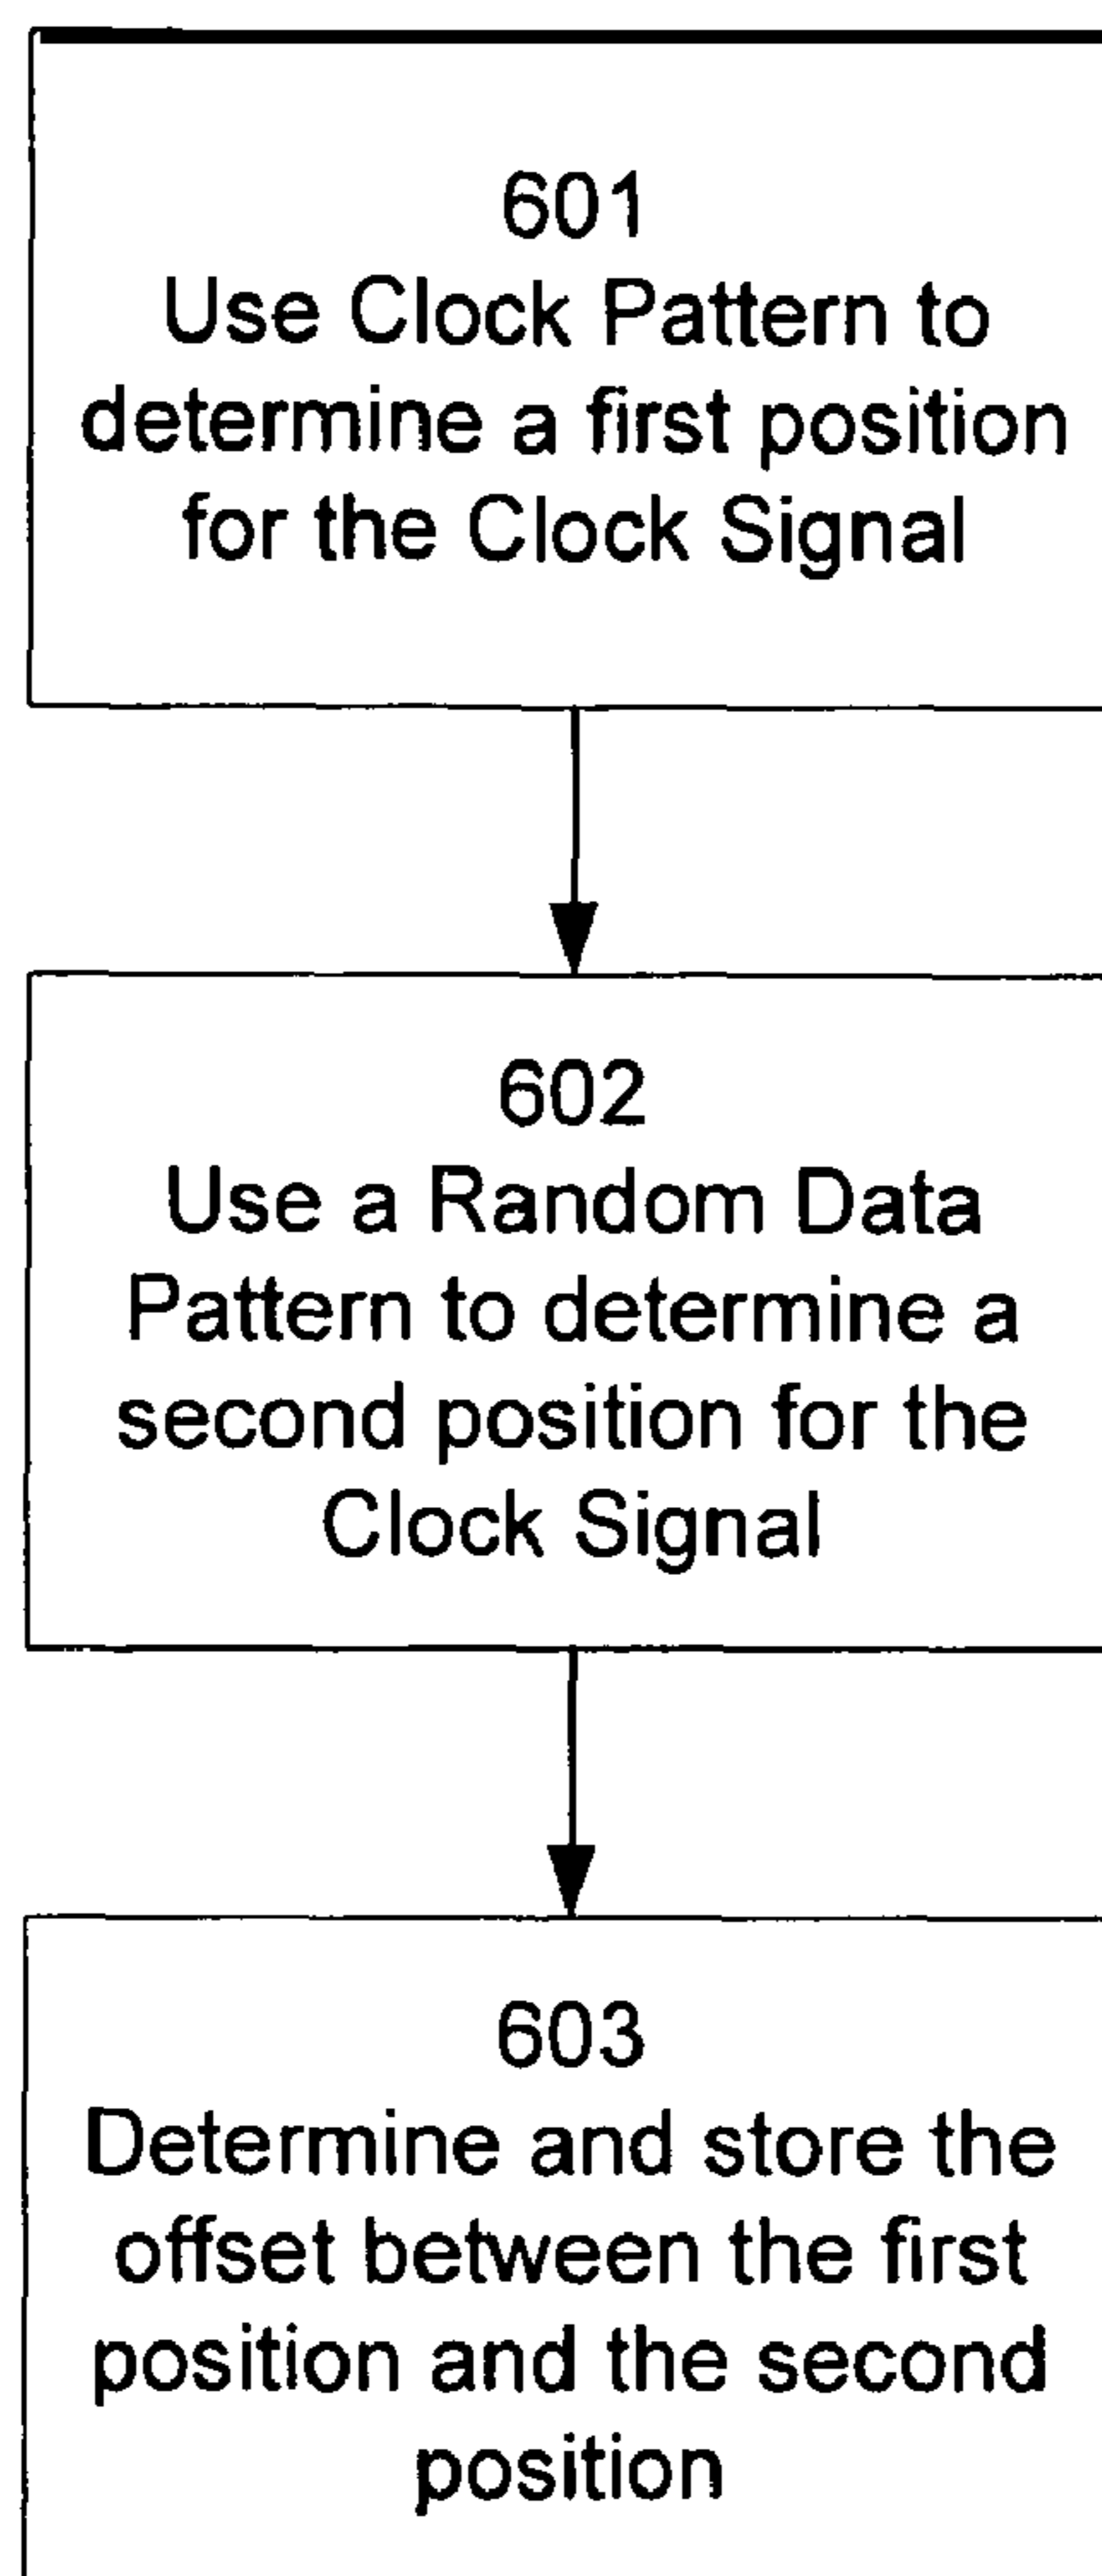 601
Use Clock Pattern to
determine a first position
for the Clock Signal
602
Use a Random Data
Pattern to determine a
second position for the
Clock Signal
603
Determine and store the
offset between the first
position and the second
position